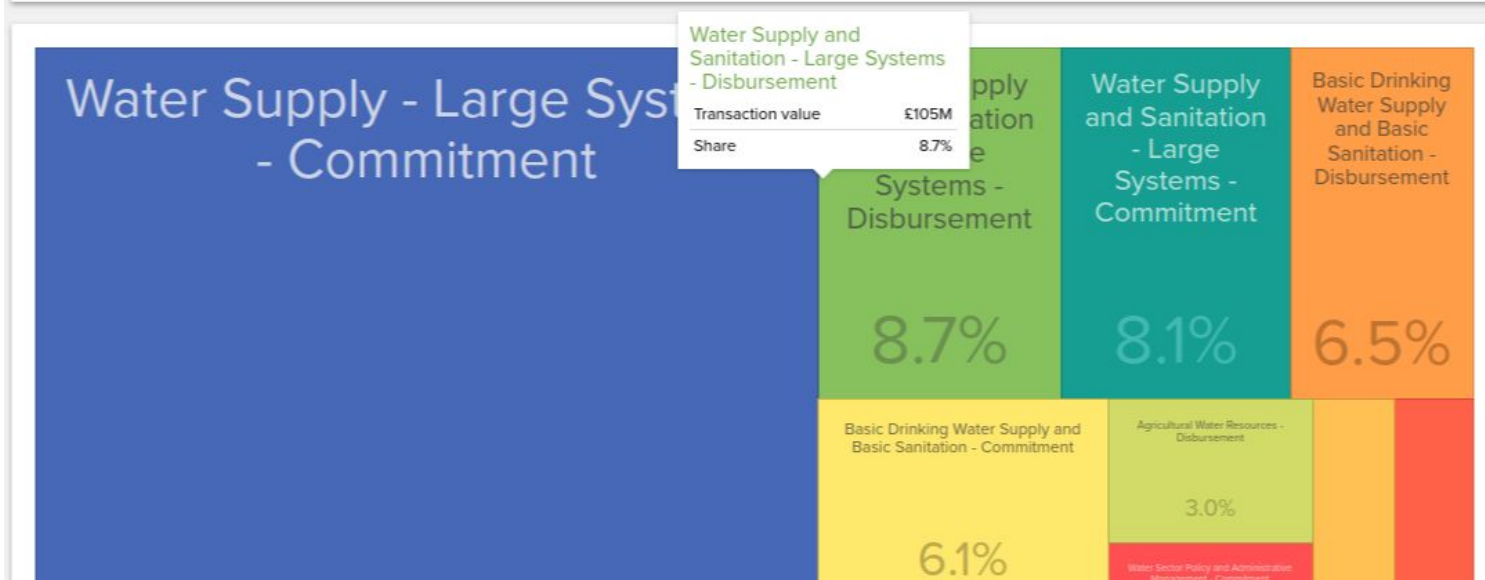 Water Supply and
Sanitation - Large Systems
- Disbursement
Transaction value £105M
Share 8.7%
Water Supply - Large Syst
- Commitment
pply
ation
e
Systems -
Disbursement
8.7%
Water Supply
and Sanitation
- Large
Systems -
Commitment
8.1%
Basic Drinking
Water Supply
and Basic
Sanitation -
Disbursement
6.5%
Basic Drinking Water Supply and
Basic Sanitation - Commitment
6.1%
Agricultural Water Resources -
Disbursement
3.0%
Water Sector Policy and Administrative
Management - Commitment